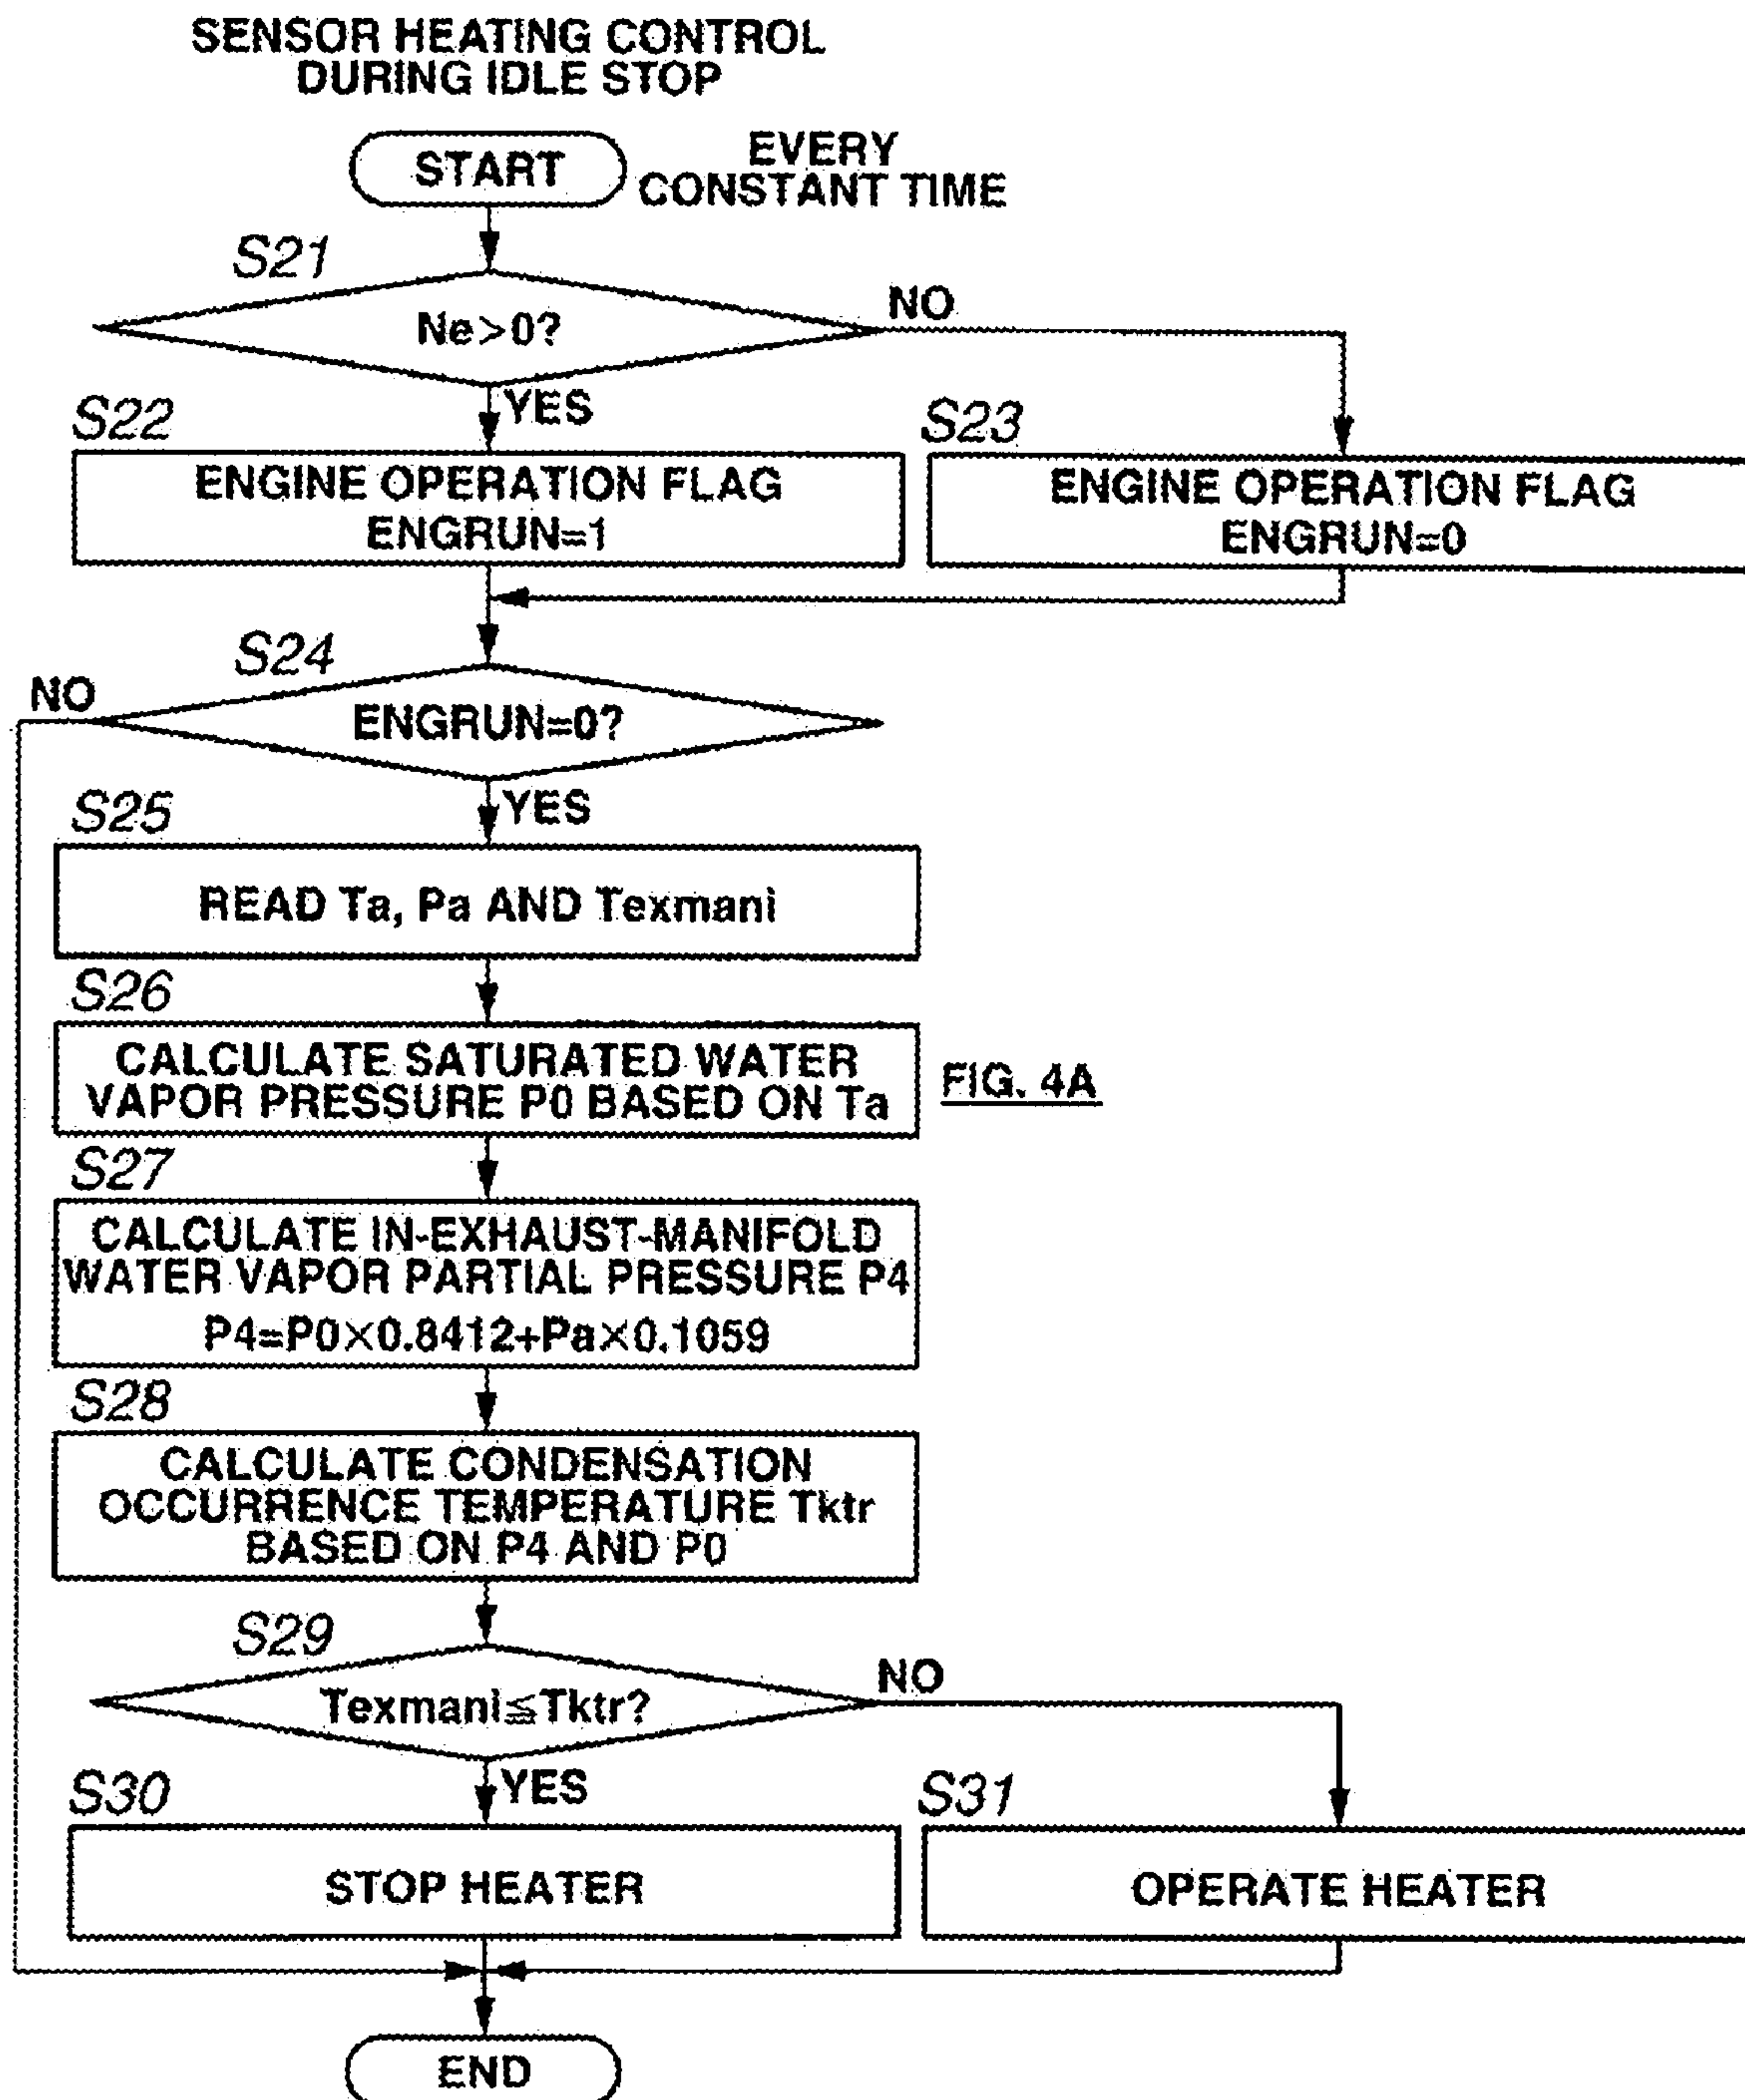 SENSOR HEATING CONTROL
DURING IDLE STOP
START
EVERY
CONSTANT TIME
S21
Ne>0?
NO
YES
S22
ENGINE OPERATION FLAG
ENGRUN=1
S23
ENGINE OPERATION FLAG
ENGRUN=0
S24
NO
ENGRUN=0?
YES
S25
READ Ta, Pa AND Texmani
S26
CALCULATE SATURATED WATER
VAPOR PRESSURE P0 BASED ON Ta
FIG. 4A
S27
CALCULATE IN-EXHAUST-MANIFOLD
WATER VAPOR PARTIAL PRESSURE P4
P4=P0×0.8412+Pa×0.1059
S28
CALCULATE CONDENSATION
OCCURRENCE TEMPERATURE Tktr
BASED ON P4 AND P0
S29
Texmani≦Tktr?
NO
YES
S30
STOP HEATER
S31
OPERATE HEATER
END